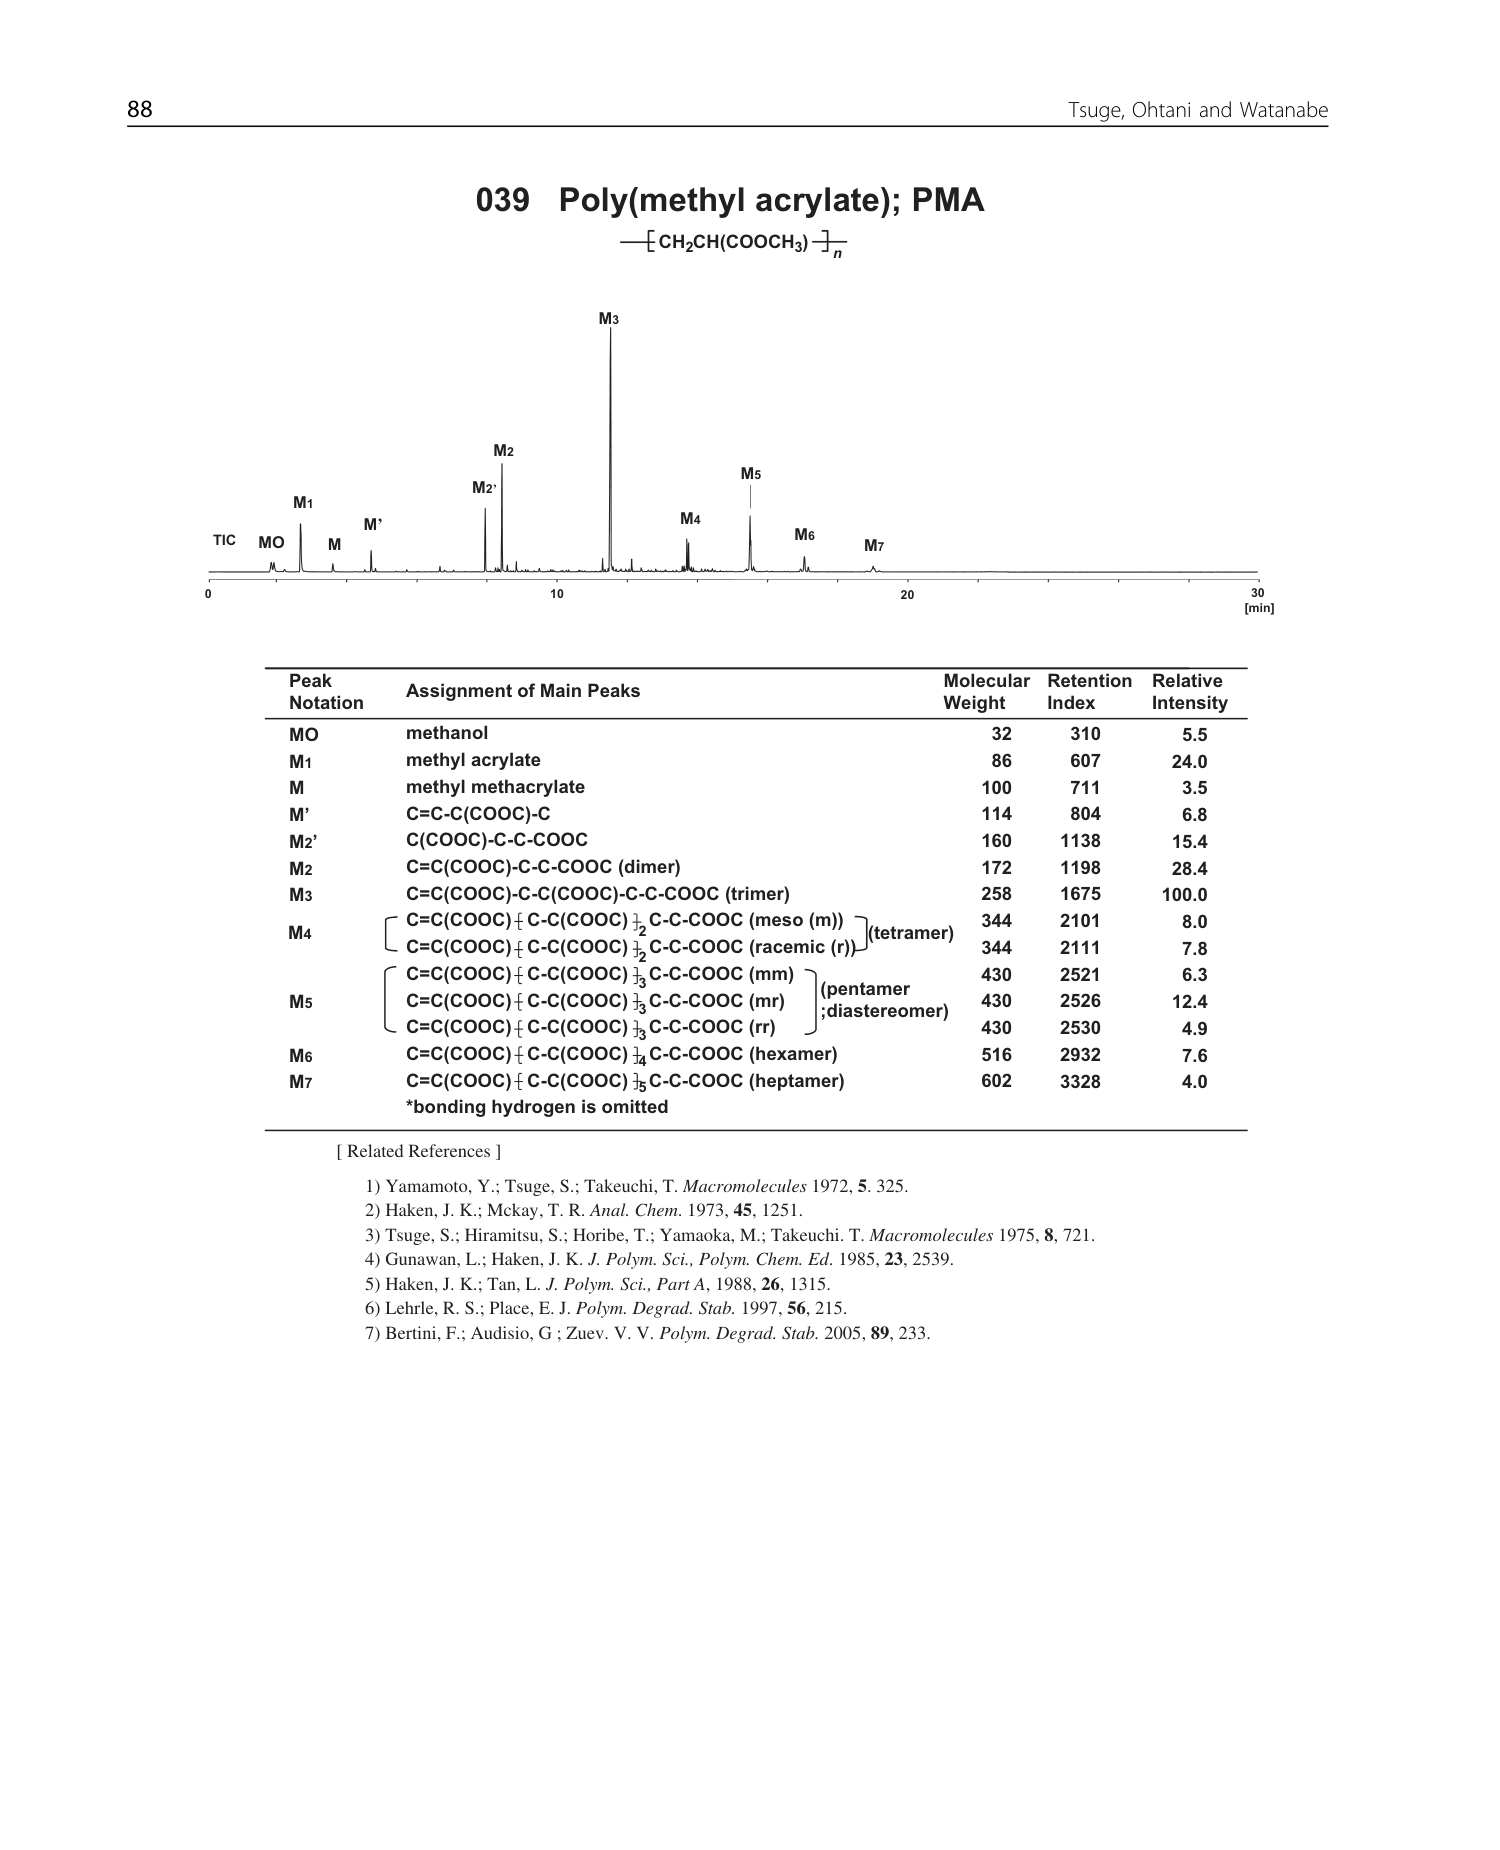 88 Tsuge, Ohtani and Watanabe
039 Poly(methyl acrylate); PMA
[CH2CH(COOCH3)]n
M3
M2
M5
M2’
M1
M4
M’
M6
TIC MO M M7
0 10 20 30
[min]
Peak Notation Assignment of Main Peaks Molecular Weight Retention Index Relative Intensity
MO methanol 32 310 5.5
M1 methyl acrylate 86 607 24.0
M methyl methacrylate 100 711 3.5
M’ C=C-C(COOC)-C 114 804 6.8
M2’ C(COOC)-C-C-COOC 160 1138 15.4
M2 C=C(COOC)-C-C-COOC (dimer) 172 1198 28.4
M3 C=C(COOC)-C-C(COOC)-C-C-COOC (trimer) 258 1675 100.0
M4 C=C(COOC)-[C-C(COOC)]-2 C-C-COOC (meso (m)) (tetramer) 344 2101 8.0
C=C(COOC)-[C-C(COOC)]-2 C-C-COOC (racemic (r)) 344 2111 7.8
C=C(COOC)-[C-C(COOC)]-3 C-C-COOC (mm) (pentamer 430 2521 6.3
M5 C=C(COOC)-[C-C(COOC)]-3 C-C-COOC (mr) ;diastereomer) 430 2526 12.4
C=C(COOC)-[C-C(COOC)]-3 C-C-COOC (rr) 430 2530 4.9
M6 C=C(COOC)-[C-C(COOC)]-4 C-C-COOC (hexamer) 516 2932 7.6
M7 C=C(COOC)-[C-C(COOC)]-5 C-C-COOC (heptamer) 602 3328 4.0
*bonding hydrogen is omitted
[ Related References ]
1) Yamamoto, Y.; Tsuge, S.; Takeuchi, T. Macromolecules 1972, 5. 325.
2) Haken, J. K.; Mckay, T. R. Anal. Chem. 1973, 45, 1251.
3) Tsuge, S.; Hiramitsu, S.; Horibe, T.; Yamaoka, M.; Takeuchi. T. Macromolecules 1975, 8, 721.
4) Gunawan, L.; Haken, J. K. J. Polym. Sci., Polym. Chem. Ed. 1985, 23, 2539.
5) Haken, J. K.; Tan, L. J. Polym. Sci., Part A, 1988, 26, 1315.
6) Lehrle, R. S.; Place, E. J. Polym. Degrad. Stab. 1997, 56, 215.
7) Bertini, F.; Audisio, G ; Zuev. V. V. Polym. Degrad. Stab. 2005, 89, 233.